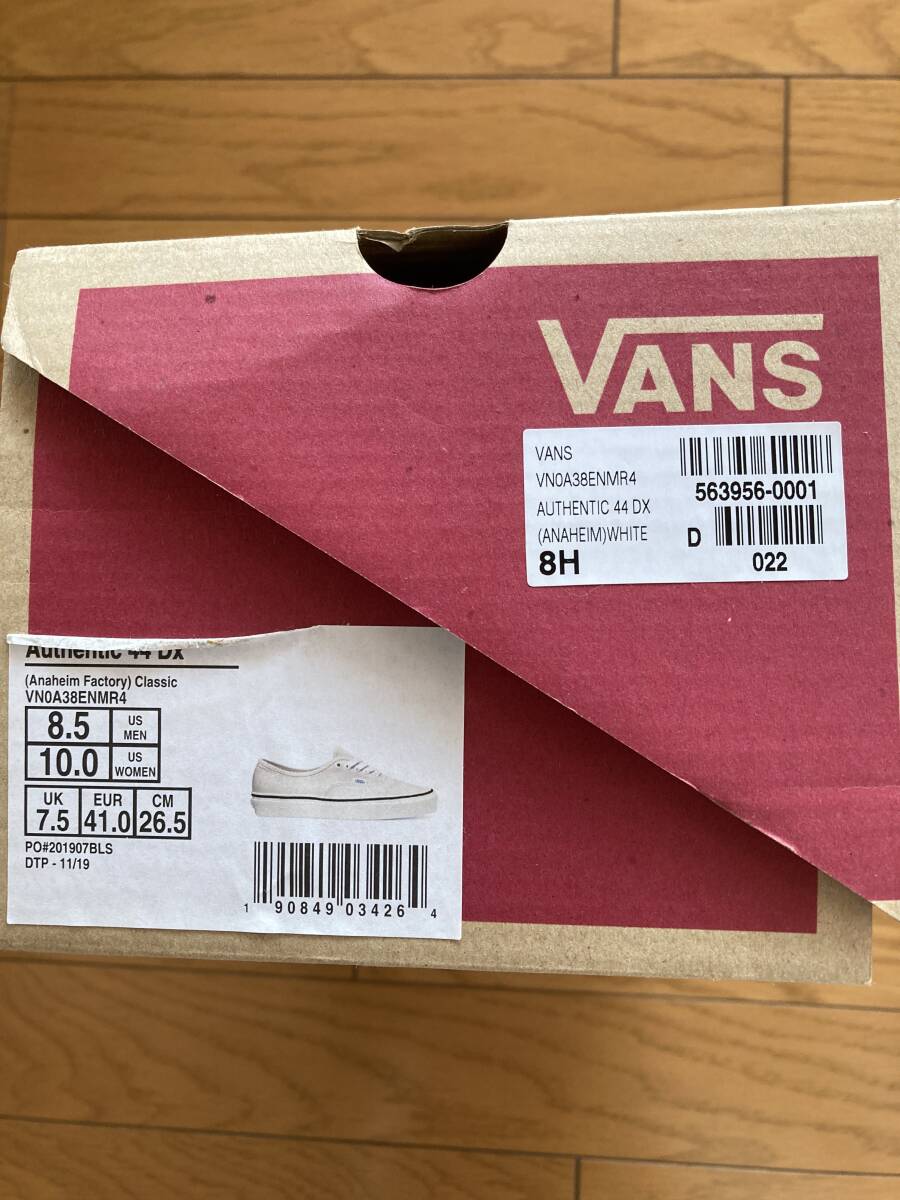 VANS
VANS
VN0A38ENMR4
AUTHENTIC 44 DX
(ANAHEIM)WHITE
8H
563956-0001
D
022
Authentic 44 Dx
(Anaheim Factory) Classic
VN0A38ENMR4
8.5 US MEN
10.0 US WOMEN
UK EUR CM
7.5 41.0 26.5
PO#201907BLS
DTP - 11/19
1 90849 03426 4